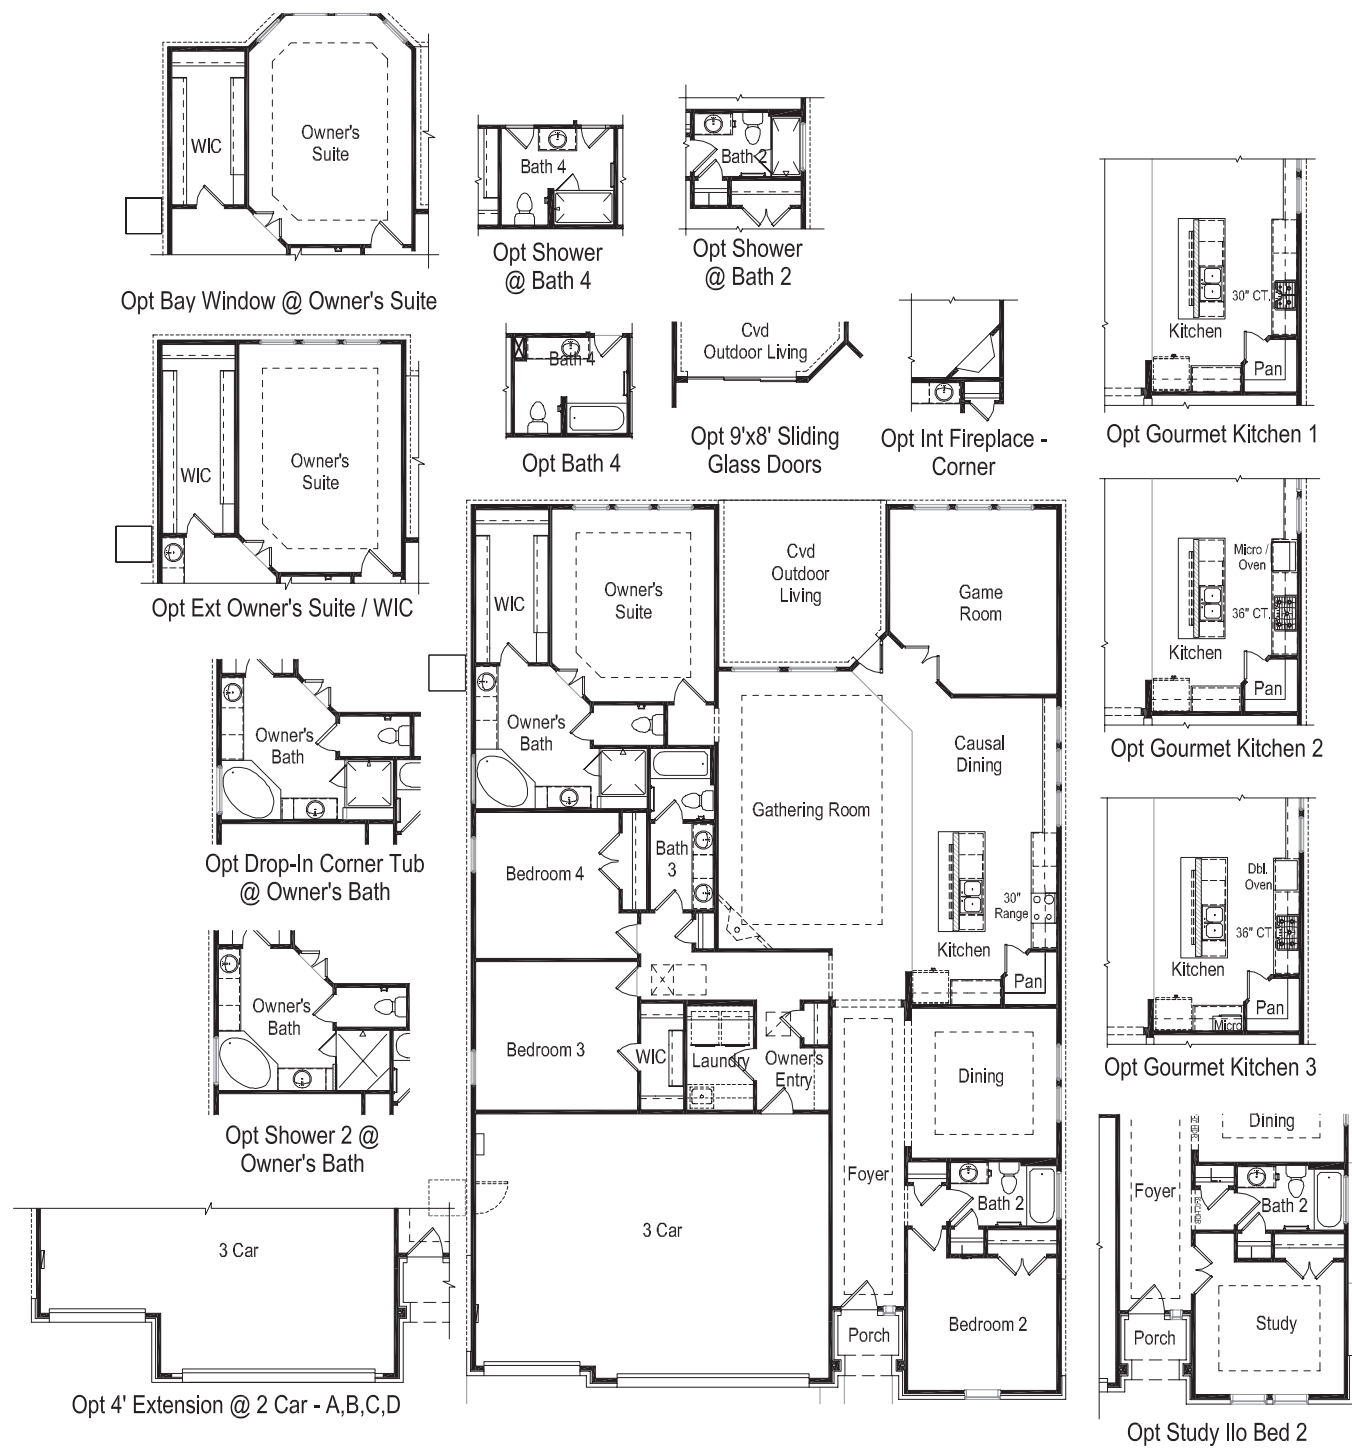 Owner's
Suite
WIC
Opt Bay Window @ Owner's Suite
Bath 4
Opt Shower
@ Bath 4
Bath 2
Opt Shower
@ Bath 2
30" CT.
Kitchen
Pan
Opt Gourmet Kitchen 1
Owner's
Suite
WIC
Opt Ext Owner's Suite / WIC
Bath 4
Opt Bath 4
Cvd
Outdoor Living
Opt 9'x8' Sliding
Glass Doors
Opt Int Fireplace -
Corner
Micro /
Oven
36" CT.
Kitchen
Pan
Opt Gourmet Kitchen 2
Owner's
Bath
Opt Drop-In Corner Tub
@ Owner's Bath
Owner's
Bath
Opt Shower 2 @
Owner's Bath
3 Car
Opt 4' Extension @ 2 Car - A,B,C,D
WIC
Owner's
Suite
Cvd
Outdoor
Living
Game
Room
Owner's
Bath
Causal
Dining
Gathering Room
Bedroom 4
Bath
3
30"
Range
Kitchen
Pan
Bedroom 3
WIC
Laundry
Owner's
Entry
Dining
Foyer
Bath 2
3 Car
Porch
Bedroom 2
Dbl.
Oven
36" CT
Kitchen
Pan
Micro
Opt Gourmet Kitchen 3
Dining
Foyer
Bath 2
Study
Porch
Opt Study Ilo Bed 2